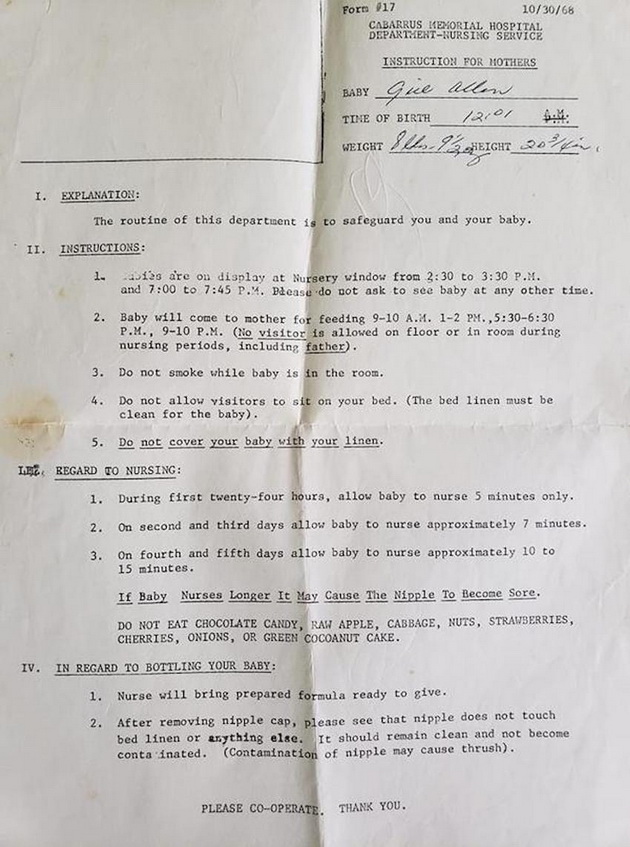 Form #17 10/30/68
CABARRUS MEMORIAL HOSPITAL
DEPARTMENT-NURSING SERVICE
INSTRUCTION FOR MOTHERS
BABY Allen
TIME OF BIRTH 12:01 A.M.
WEIGHT 8 lbs. 9 1/2 oz HEIGHT 20 3/4 in.
I. EXPLANATION:
The routine of this department is to safeguard you and your baby.
II. INSTRUCTIONS:
1. Babies are on display at Nursery window from 2:30 to 3:30 P.M.
and 7:00 to 7:45 P.M. Please do not ask to see baby at any other time.
2. Baby will come to mother for feeding 9-10 A.M. 1-2 PM.,5:30-6:30
P.M., 9-10 P.M. (No visitor is allowed on floor or in room during
nursing periods, including father).
3. Do not smoke while baby is in the room.
4. Do not allow visitors to sit on your bed. (The bed linen must be
clean for the baby).
5. Do not cover your baby with your linen.
REGARD TO NURSING:
1. During first twenty-four hours, allow baby to nurse 5 minutes only.
2. On second and third days allow baby to nurse approximately 7 minutes.
3. On fourth and fifth days allow baby to nurse approximately 10 to
15 minutes.
If Baby Nurses Longer It May Cause The Nipple To Become Sore.
DO NOT EAT CHOCOLATE CANDY, RAW APPLE, CABBAGE, NUTS, STRAWBERRIES,
CHERRIES, ONIONS, OR GREEN COCOANUT CAKE.
IV. IN REGARD TO BOTTLING YOUR BABY:
1. Nurse will bring prepared formula ready to give.
2. After removing nipple cap, please see that nipple does not touch
bed linen or anything else. It should remain clean and not become
contaminated. (Contamination of nipple may cause thrush).
PLEASE CO-OPERATE. THANK YOU.